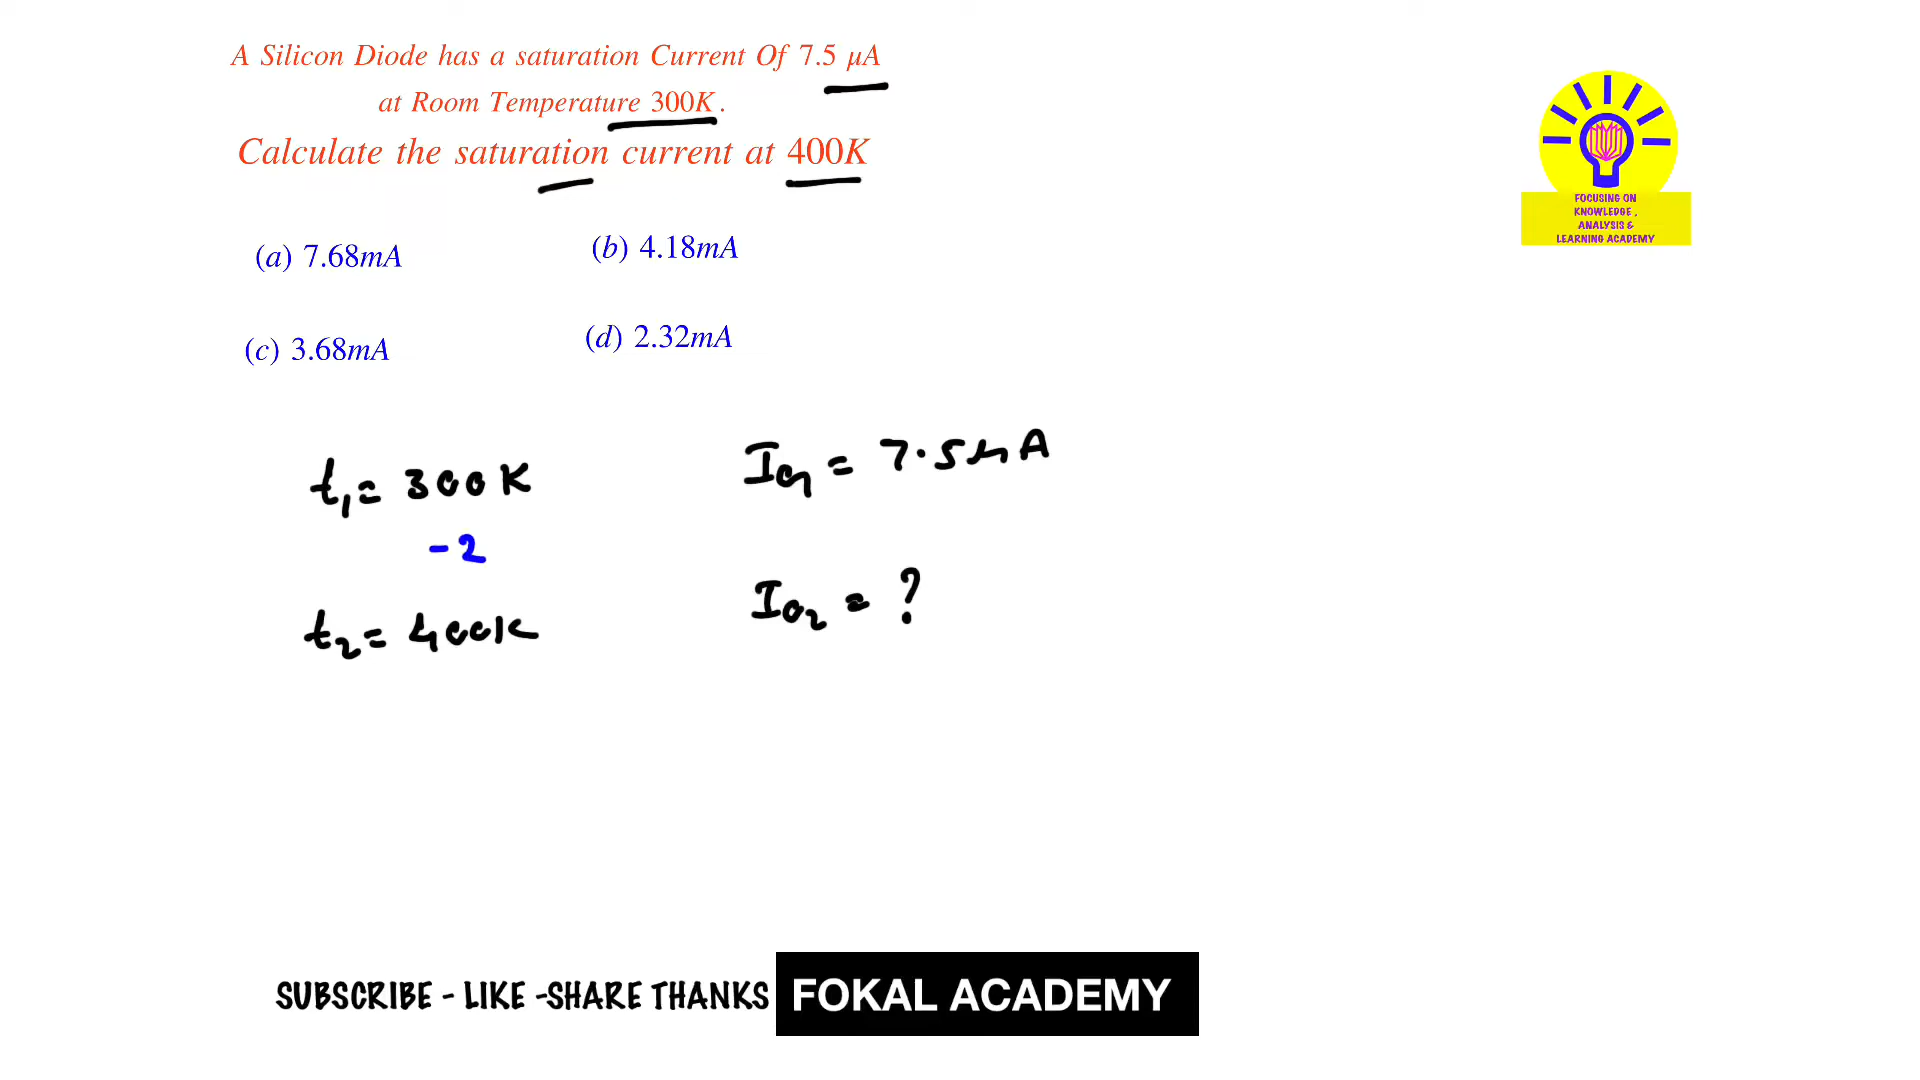 A Silicon Diode has a saturation Current Of 7.5 μA
at Room Temperature 300K.
Calculate the saturation current at 400K
(a) 7.68mA
(b) 4.18mA
(c) 3.68mA
(d) 2.32mA
t₁ = 300K
I₀₁ = 7.5μA
-2
t₂ = 400K
I₀₂ = ?
FOCUSING ON
KNOWLEDGE ,
ANALYSIS &
LEARNING ACADEMY
SUBSCRIBE - LIKE -SHARE THANKS FOKAL ACADEMY